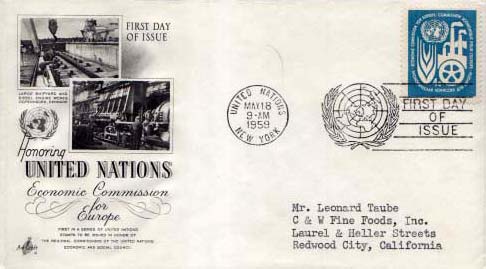 FIRST DAY
OF ISSUE
LARGE SHIPYARD AND
DIESEL ENGINE WORKS
COPENHAGEN, DENMARK
Honoring
UNITED NATIONS
Economic Commission
for
Europe
FIRST IN A SERIES OF UNITED NATIONS
STAMPS TO BE ISSUED IN HONOR OF
THE REGIONAL COMMISSIONS OF THE UNITED NATIONS
ECONOMIC AND SOCIAL COUNCIL
ArtCraft
UNITED NATIONS
MAY 18
9-AM
1959
NEW YORK
FIRST DAY
OF
ISSUE
Mr. Leonard Taube
C & W Fine Foods, Inc.
Laurel & Heller Streets
Redwood City, California